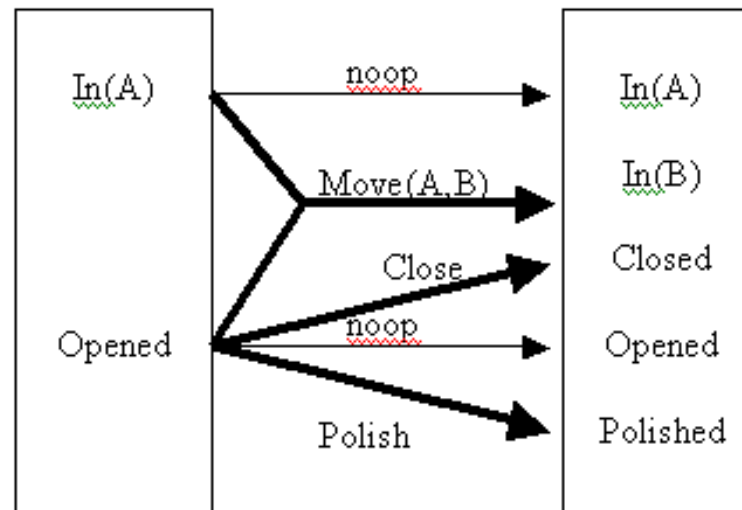 In(A)
noop
In(A)
Move(A,B)
In(B)
Close
Closed
Opened
noop
Opened
Polish
Polished